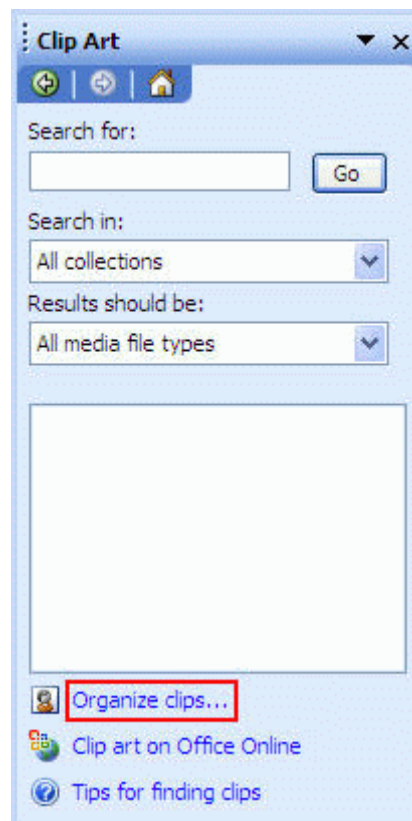 Clip Art
Search for:
Go
Search in:
All collections
Results should be:
All media file types
Organize clips...
Clip art on Office Online
Tips for finding clips